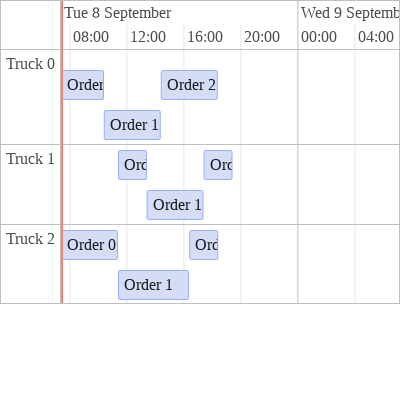 Tue 8 September
Wed 9 Septemb
08:00 12:00 16:00 20:00 00:00 04:00
Truck 0
Order
Order 2
Order 1
Truck 1
Ord
Ord
Order 1
Truck 2
Order 0
Ord
Order 1